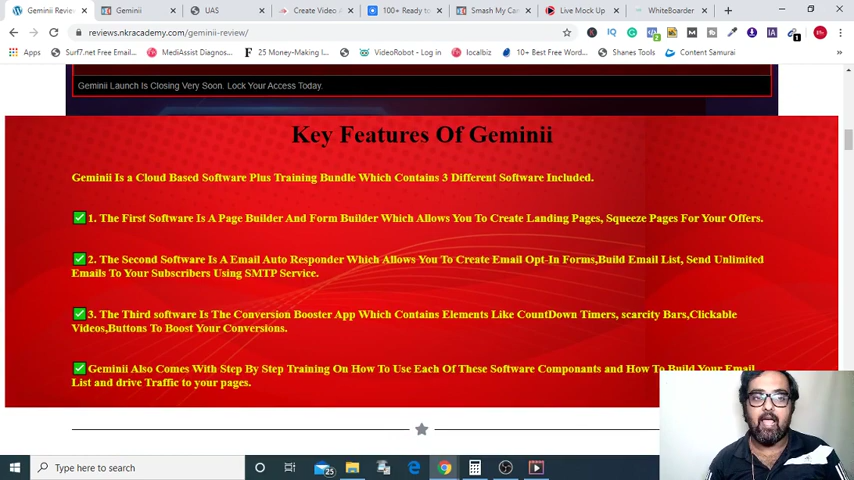 Geminii Review
Geminii
UAS
Create Video
100+ Ready to
Smash My Ca
Live Mock Up
WhiteBoarder
reviews.nkracademy.com/geminii-review/
Apps
Surf7.net Free Email...
MediAssist Diagnos...
25 Money-Making I...
VideoRobot - Log in
localbiz
10+ Best Free Word...
Shanes Tools
Content Samurai
Geminii Launch Is Closing Very Soon. Lock Your Access Today.
Key Features Of Geminii
Geminii Is a Cloud Based Software Plus Training Bundle Which Contains 3 Different Software Included.
1. The First Software Is A Page Builder And Form Builder Which Allows You To Create Landing Pages, Squeeze Pages For Your Offers.
2. The Second Software Is A Email Auto Responder Which Allows You To Create Email Opt-In Forms,Build Email List, Send Unlimited
Emails To Your Subscribers Using SMTP Service.
3. The Third software Is The Conversion Booster App Which Contains Elements Like CountDown Timers, scarcity Bars,Clickable
Videos,Buttons To Boost Your Conversions.
Geminii Also Comes With Step By Step Training On How To Use Each Of These Software Componants and How To Build Your Email
List and drive Traffic to your pages.
Type here to search
25